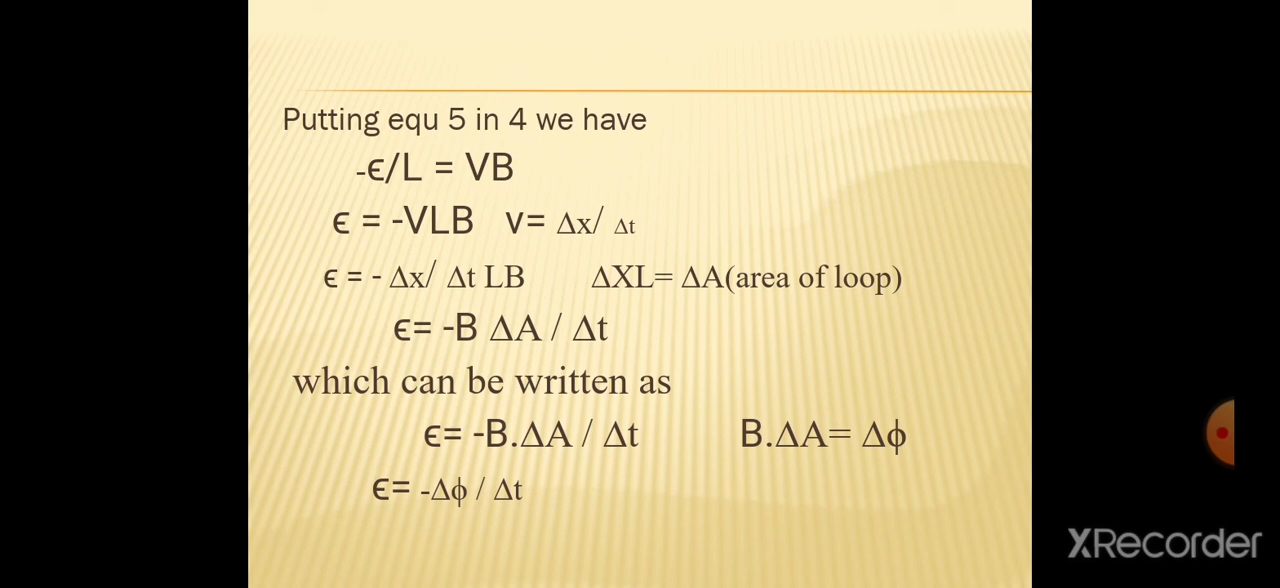 Putting equ 5 in 4 we have
-ϵ/L = VB
ϵ = -VLB v= Δx/ Δt
ϵ = - Δx/ Δt LB ΔXL= ΔA(area of loop)
ϵ= -B ΔA / Δt
which can be written as
ϵ= -B.ΔA / Δt B.ΔA= Δϕ
ϵ= -Δϕ / Δt
XRecorder